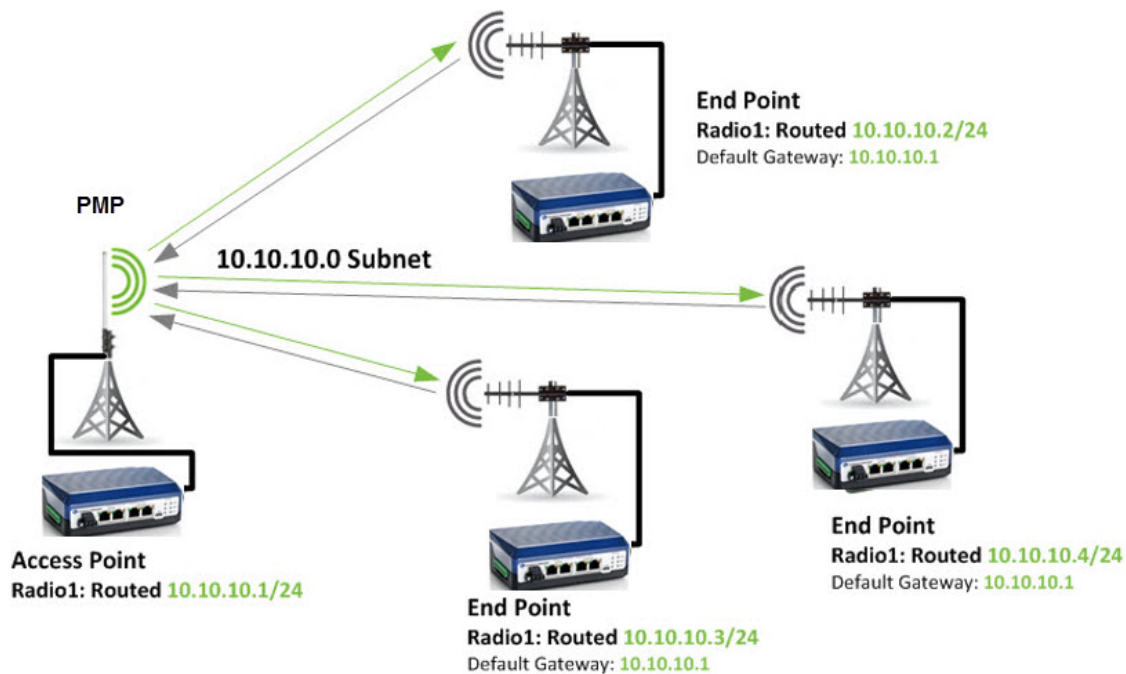 End Point
Radio1: Routed 10.10.10.2/24
Default Gateway: 10.10.10.1
PMP
10.10.10.0 Subnet
End Point
Radio1: Routed 10.10.10.4/24
Default Gateway: 10.10.10.1
Access Point
Radio1: Routed 10.10.10.1/24
End Point
Radio1: Routed 10.10.10.3/24
Default Gateway: 10.10.10.1